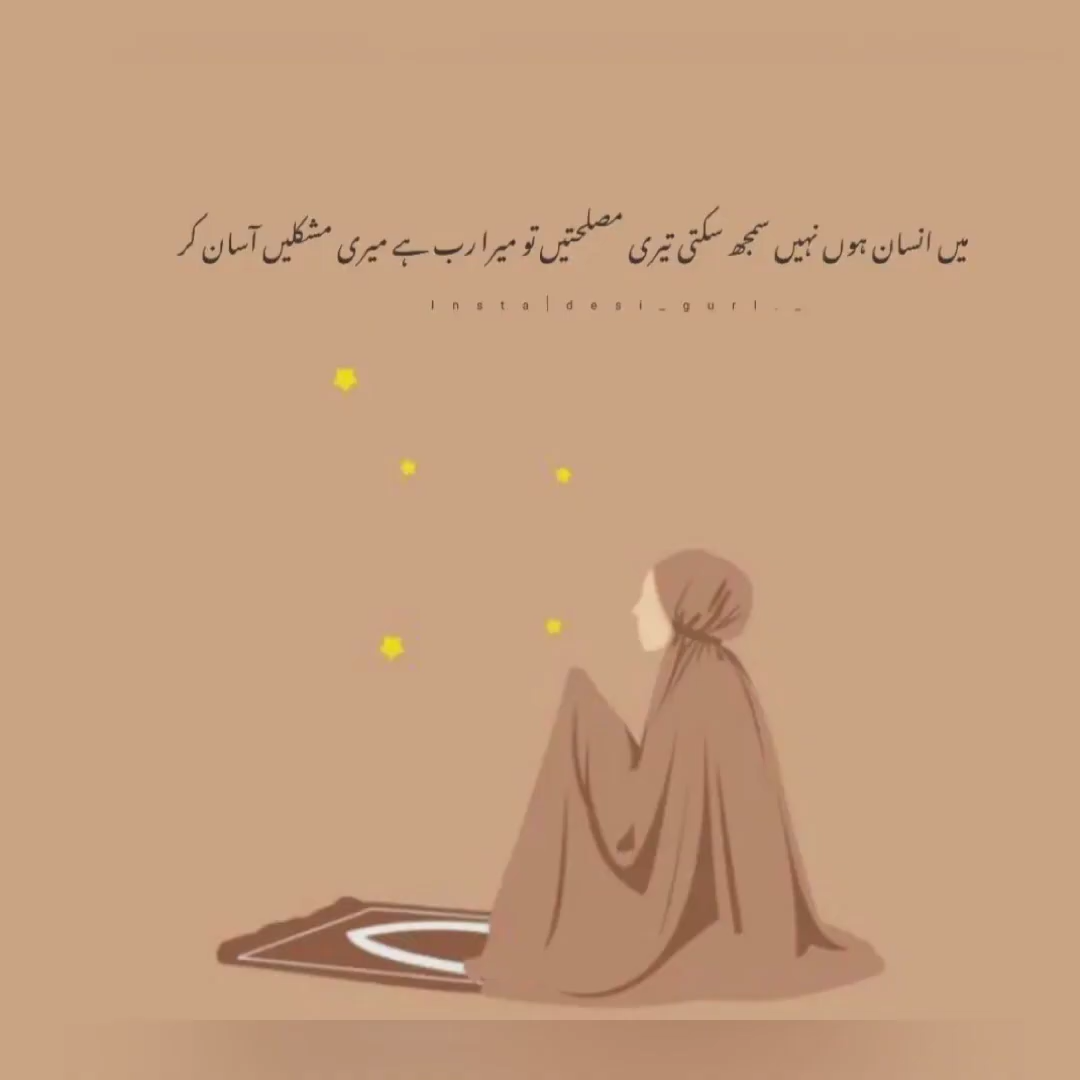 میں انسان ہوں نہیں سمجھ سکتی تیری مصلحتیں تو میرا رب ہے میری مشکلیں آسان کر
Insta|desi_gurl._